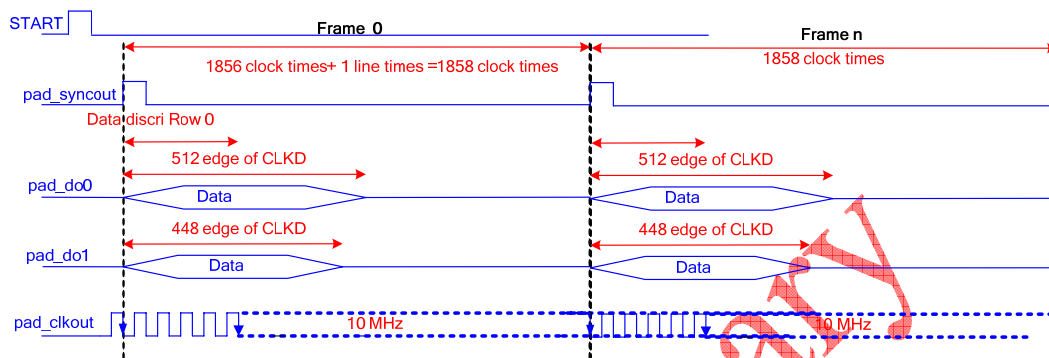 START
Frame 0
Frame n
1856 clock times+ 1 line times =1858 clock times
1858 clock times
pad_syncout
Data discri Row 0
512 edge of CLKD
512 edge of CLKD
pad_do0
Data
Data
448 edge of CLKD
448 edge of CLKD
pad_do1
Data
Data
pad_clkout
10 MHz
10 MHz